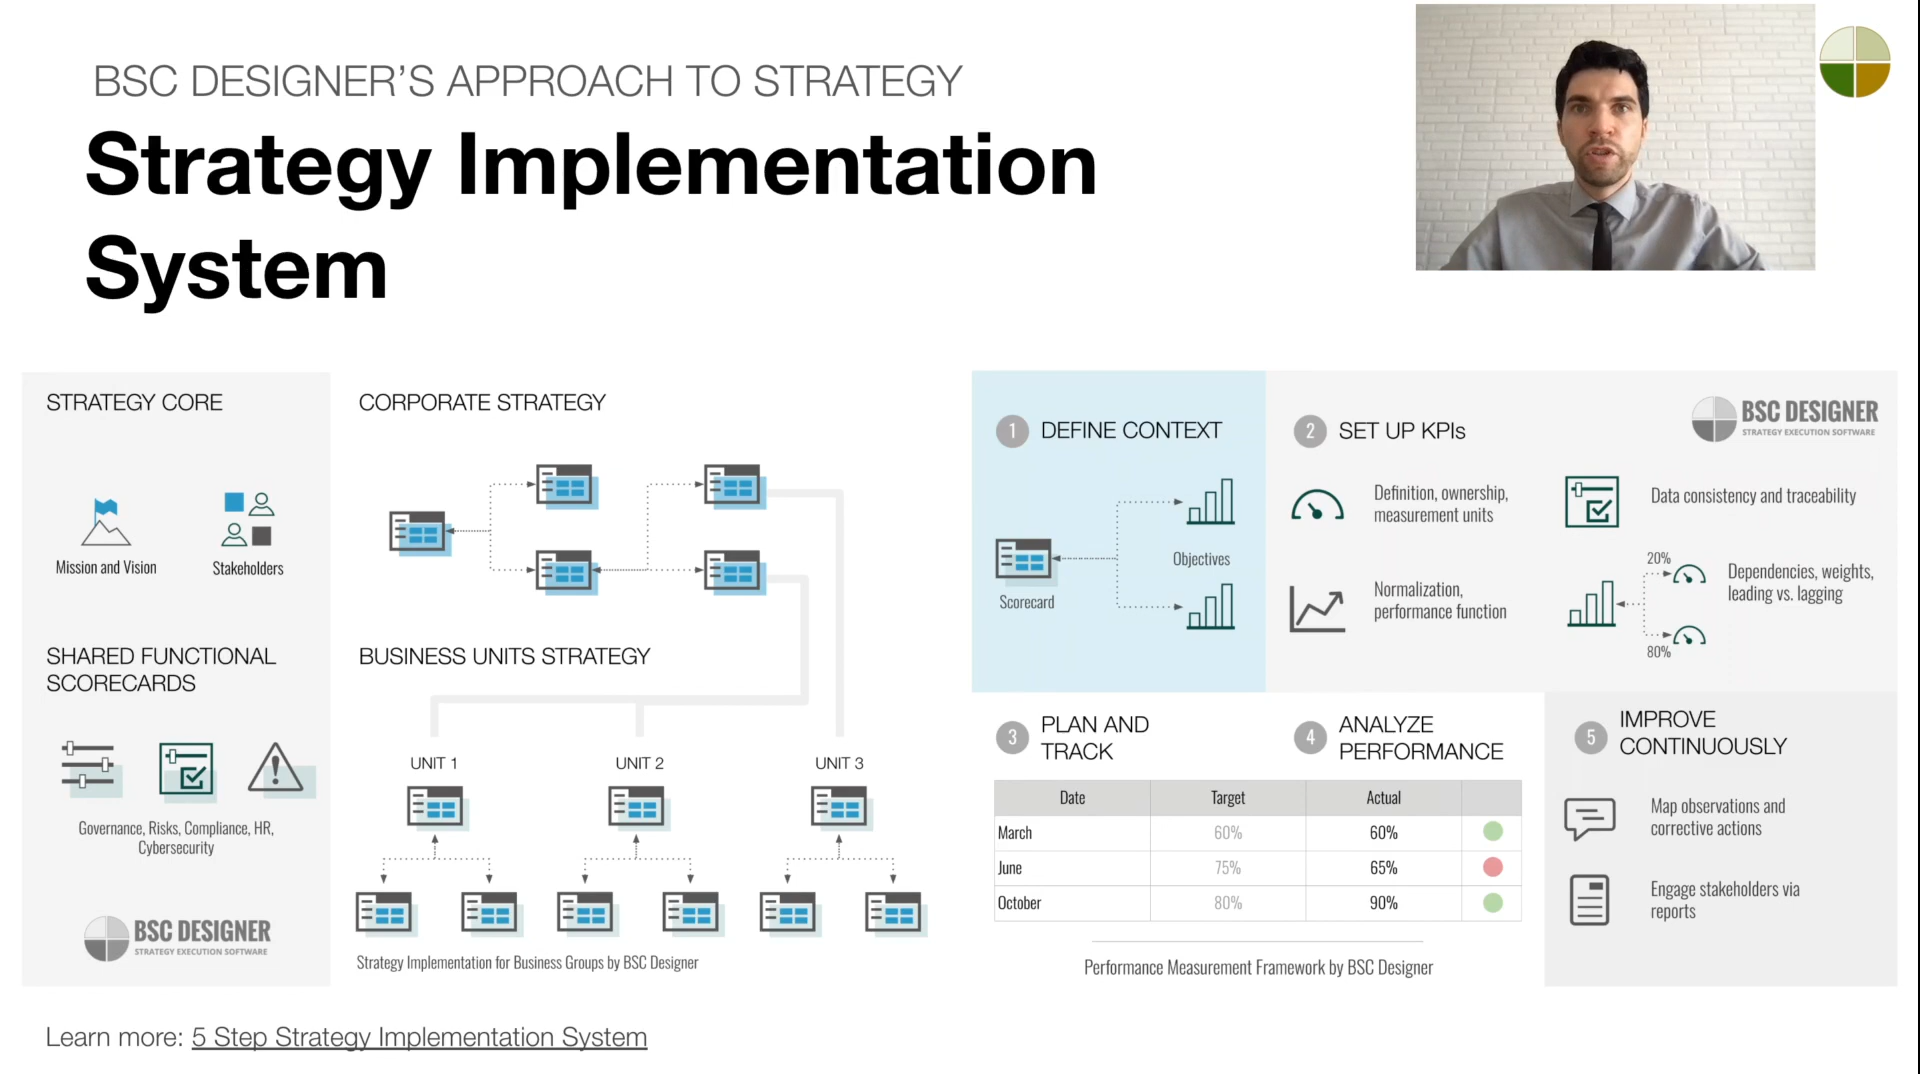 BSC DESIGNER'S APPROACH TO STRATEGY
Strategy Implementation
System
STRATEGY CORE
Mission and Vision
Stakeholders
SHARED FUNCTIONAL
SCORECARDS
Governance, Risks, Compliance, HR,
Cybersecurity
BSC DESIGNER
STRATEGY EXECUTION SOFTWARE
CORPORATE STRATEGY
BUSINESS UNITS STRATEGY
UNIT 1
UNIT 2
UNIT 3
Strategy Implementation for Business Groups by BSC Designer
1 DEFINE CONTEXT
Scorecard
Objectives
2 SET UP KPIs
BSC DESIGNER
STRATEGY EXECUTION SOFTWARE
Definition, ownership,
measurement units
Data consistency and traceability
Normalization,
performance function
20%
80%
Dependencies, weights,
leading vs. lagging
3 PLAN AND
TRACK
4 ANALYZE
PERFORMANCE
Date Target Actual
March 60% 60%
June 75% 65%
October 80% 90%
Performance Measurement Framework by BSC Designer
5 IMPROVE
CONTINUOUSLY
Map observations and
corrective actions
Engage stakeholders via
reports
Learn more: 5 Step Strategy Implementation System